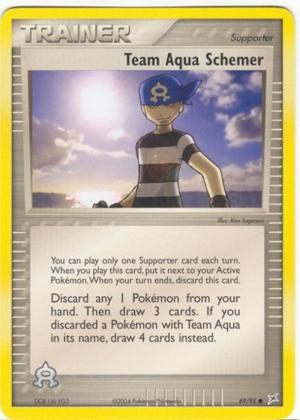 TRAINER
Supporter
Team Aqua Schemer
Illus. Ken Sugimori
You can play only one Supporter card each turn.
When you play this card, put it next to your Active
Pokémon. When your turn ends, discard this card.
Discard any 1 Pokémon from your
hand. Then draw 3 cards. If you
discarded a Pokémon with Team Aqua
in its name, draw 4 cards instead.
©2004 Pokémon/Nintendo
69/95